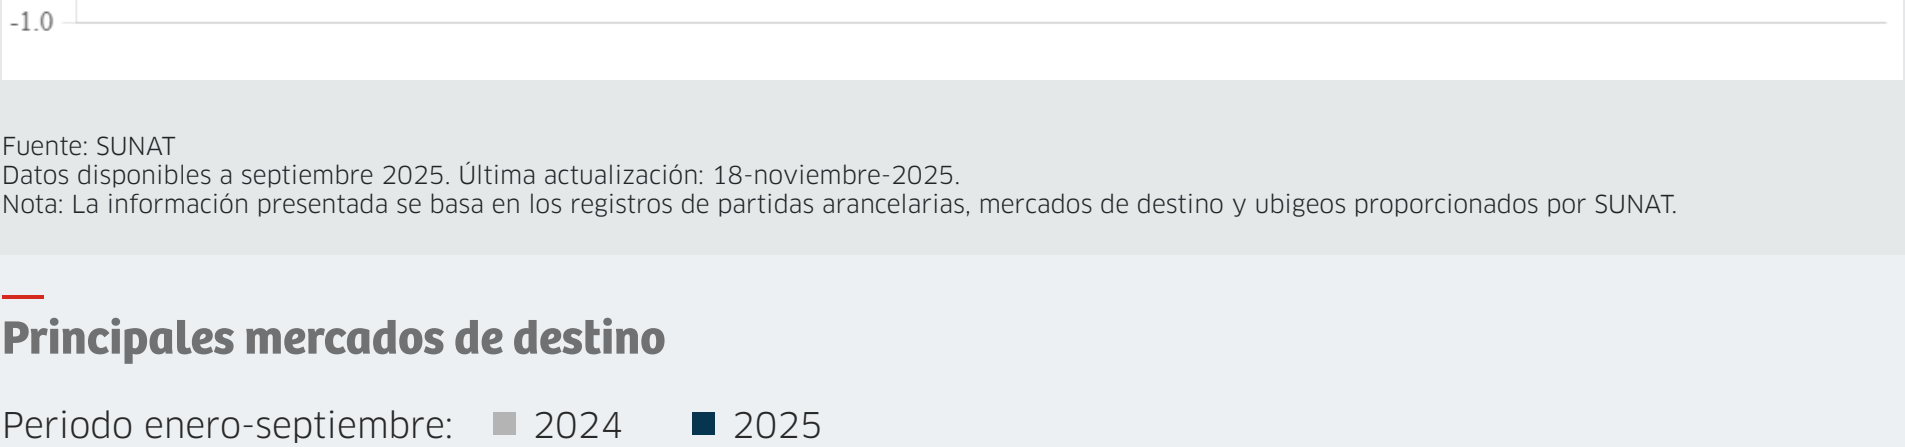 -1.0
Fuente: SUNAT
Datos disponibles a septiembre 2025. Última actualización: 18-noviembre-2025.
Nota: La información presentada se basa en los registros de partidas arancelarias, mercados de destino y ubigeos proporcionados por SUNAT.
Principales mercados de destino
Periodo enero-septiembre: 2024 2025